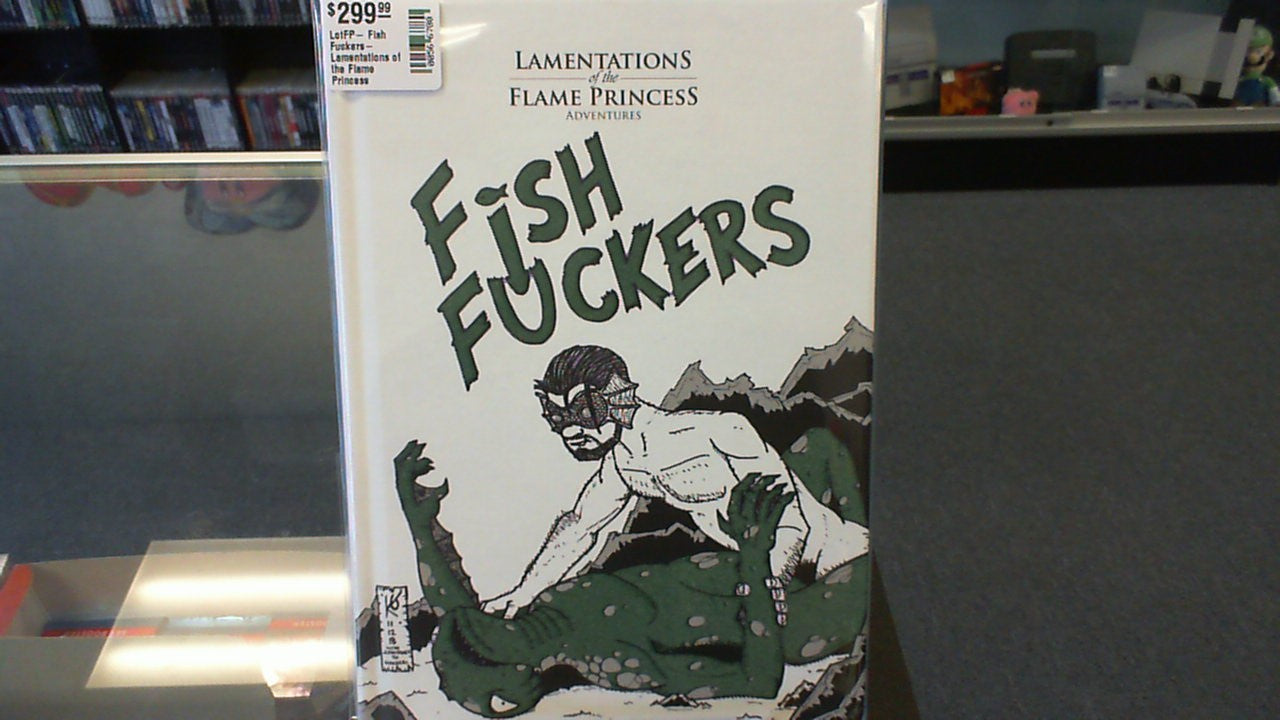 $299.99
LotFP- Fish
Fuckers-
Lamentations of
the Flame
Princess
LAMENTATIONS
of the
FLAME PRINCESS
ADVENTURES
FiSH
FUCKERS